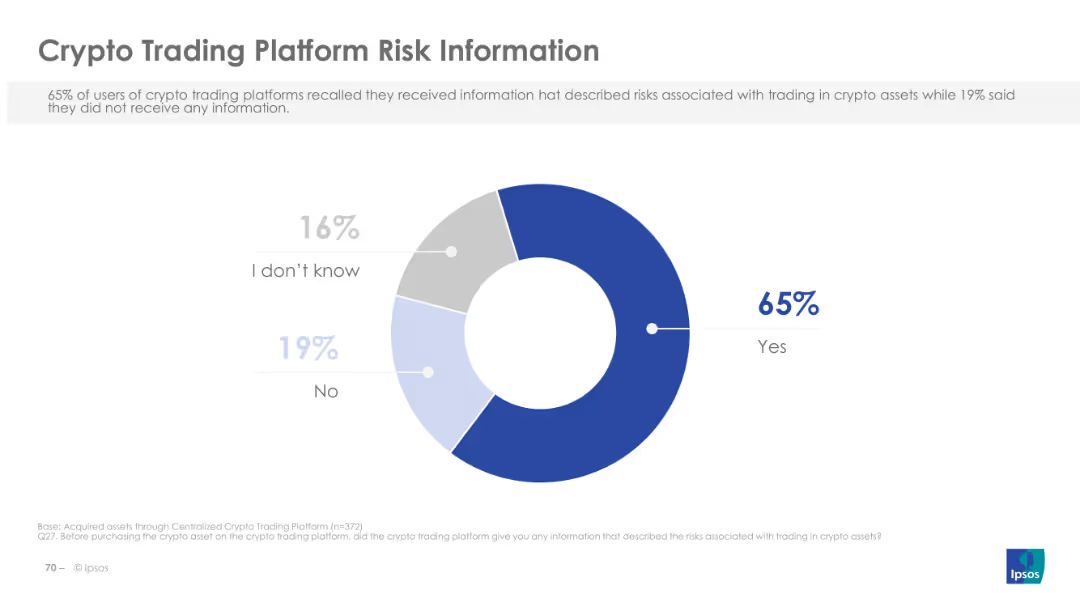 Crypto Trading Platform Risk Information
65% of users of crypto trading platforms recalled they received information hat described risks associated with trading in crypto assets while 19% said
they did not receive any information.
16%
I don't know
19%
No
65%
Yes
Base: Acquired assets through Centralized Crypto Trading Platform (n=372)
Q27. Before purchasing the crypto asset on the crypto trading platform, did the crypto trading platform give you any information that described the risks associated with trading in crypto assets?
70 – © Ipsos
Ipsos